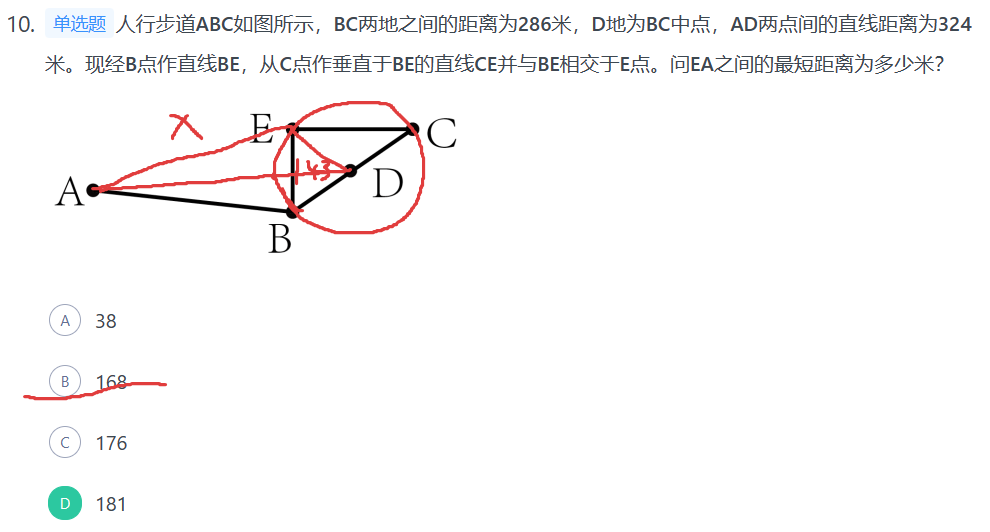 10. 单选题 人行步道ABC如图所示，BC两地之间的距离为286米，D地为BC中点，AD两点间的直线距离为324
米。现经B点作直线BE，从C点作垂直于BE的直线CE并与BE相交于E点。问EA之间的最短距离为多少米？
X
E
C
143
D
A
B
A 38
B 168
C 176
D 181